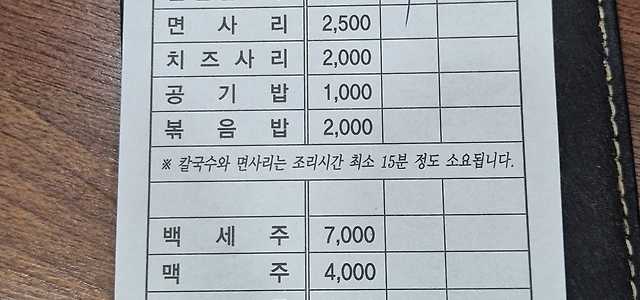 면 사 리 2,500
치 즈 사 리 2,000
공 기 밥 1,000
볶 음 밥 2,000
※ 칼국수와 면사리는 조리시간 최소 15분 정도 소요됩니다.
백 세 주 7,000
맥 주 4,000